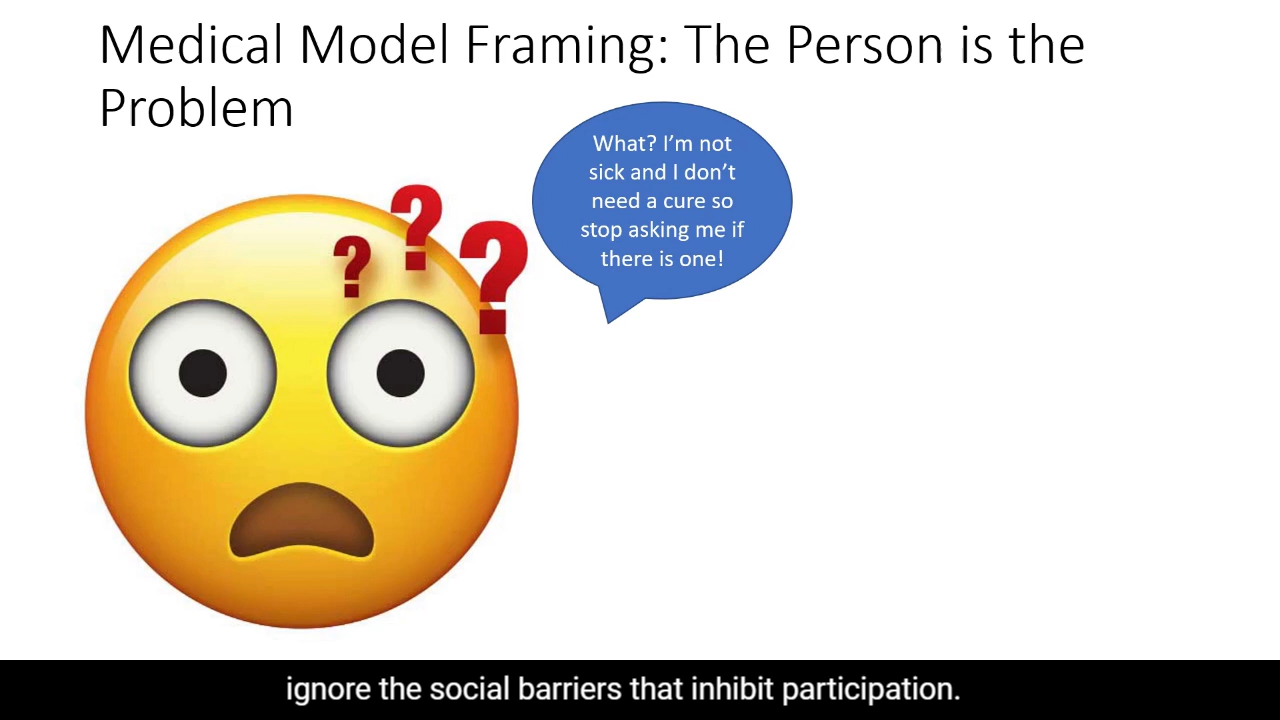 Medical Model Framing: The Person is the
Problem
What? I’m not
sick and I don’t
need a cure so
stop asking me if
there is one!
? ? ?
ignore the social barriers that inhibit participation.